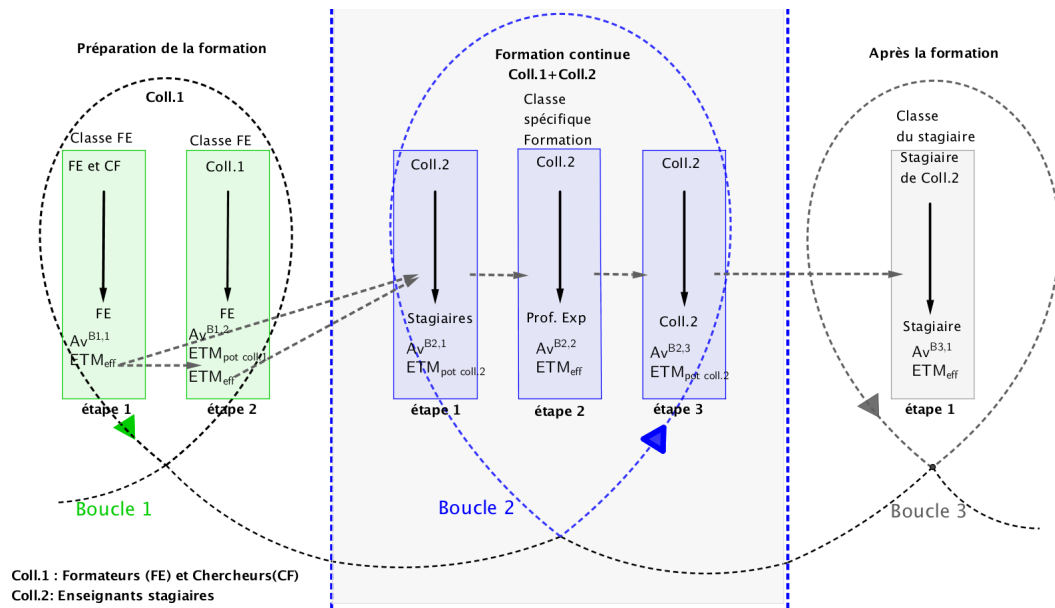 Préparation de la formation
Coll.1
Classe FE
FE et CF
FE
Av^B1,1
ETM_eff
étape 1
Classe FE
Coll.1
FE
Av^B1,2
ETM_pot coll.1
ETM_eff
étape 2
Boucle 1
Formation continue
Coll.1+Coll.2
Coll.2
Stagiaires
Av^B2,1
ETM_pot coll.2
étape 1
Classe
spécifique
Formation
Coll.2
Prof. Exp
Av^B2,2
ETM_eff
étape 2
Coll.2
Coll.2
Av^B2,3
ETM_pot coll.2
étape 3
Boucle 2
Après la formation
Classe
du stagiaire
Stagiaire
de Coll.2
Stagiaire
Av^B3,1
ETM_eff
étape 1
Boucle 3
Coll.1 : Formateurs (FE) et Chercheurs(CF)
Coll.2: Enseignants stagiaires